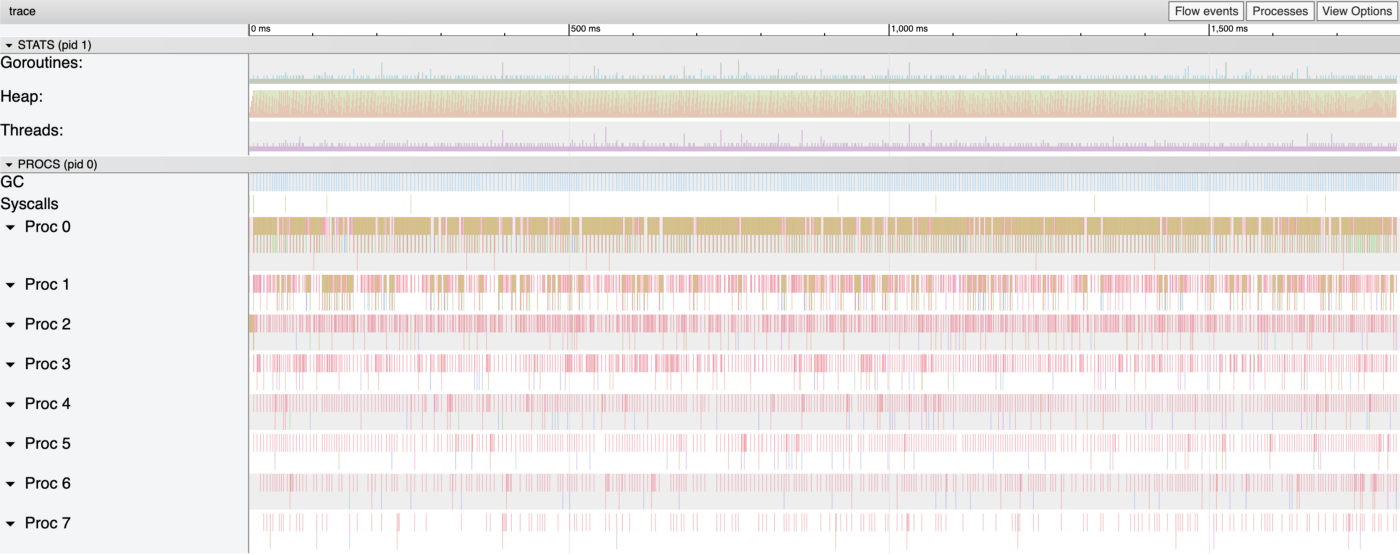 trace Flow events Processes View Options
0 ms 500 ms 1,000 ms 1,500 ms
STATS (pid 1)
Goroutines:
Heap:
Threads:
PROCS (pid 0)
GC
Syscalls
Proc 0
Proc 1
Proc 2
Proc 3
Proc 4
Proc 5
Proc 6
Proc 7